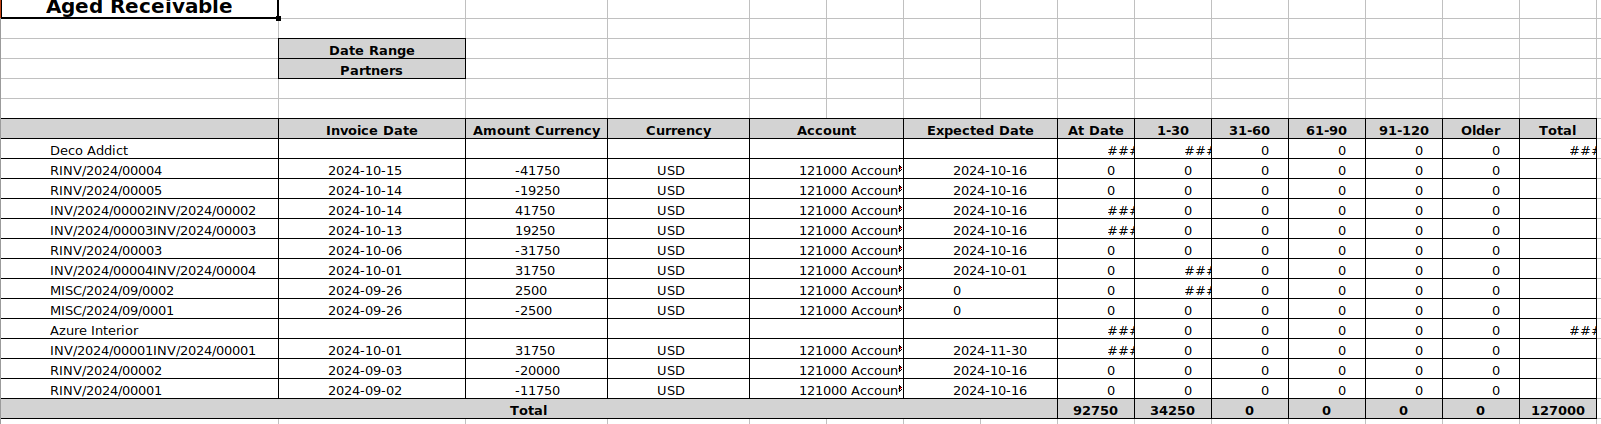 Aged Receivable
Date Range
Partners
Invoice Date Amount Currency Currency Account Expected Date At Date 1-30 31-60 61-90 91-120 Older Total
Deco Addict ### ### 0 0 0 0 ###
RINV/2024/00004 2024-10-15 -41750 USD 121000 Accoun 2024-10-16 0 0 0 0 0 0
RINV/2024/00005 2024-10-14 -19250 USD 121000 Accoun 2024-10-16 0 0 0 0 0 0
INV/2024/00002INV/2024/00002 2024-10-14 41750 USD 121000 Accoun 2024-10-16 ### 0 0 0 0 0
INV/2024/00003INV/2024/00003 2024-10-13 19250 USD 121000 Accoun 2024-10-16 ### 0 0 0 0 0
RINV/2024/00003 2024-10-06 -31750 USD 121000 Accoun 2024-10-16 0 0 0 0 0 0
INV/2024/00004INV/2024/00004 2024-10-01 31750 USD 121000 Accoun 2024-10-01 0 ### 0 0 0 0
MISC/2024/09/0002 2024-09-26 2500 USD 121000 Accoun 0 0 ### 0 0 0 0
MISC/2024/09/0001 2024-09-26 -2500 USD 121000 Accoun 0 0 0 0 0 0 0
Azure Interior ### 0 0 0 0 0 ###
INV/2024/00001INV/2024/00001 2024-10-01 31750 USD 121000 Accoun 2024-11-30 ### 0 0 0 0 0
RINV/2024/00002 2024-09-03 -20000 USD 121000 Accoun 2024-10-16 0 0 0 0 0 0
RINV/2024/00001 2024-09-02 -11750 USD 121000 Accoun 2024-10-16 0 0 0 0 0 0
Total 92750 34250 0 0 0 0 127000